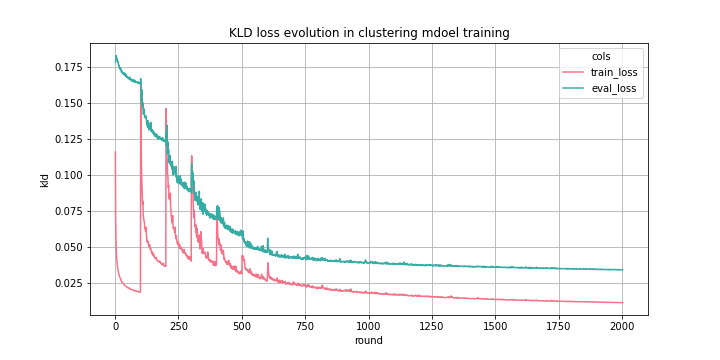 KLD loss evolution in clustering mdoel training
cols
train_loss
eval_loss
kld
0.175
0.150
0.125
0.100
0.075
0.050
0.025
0 250 500 750 1000 1250 1500 1750 2000
round